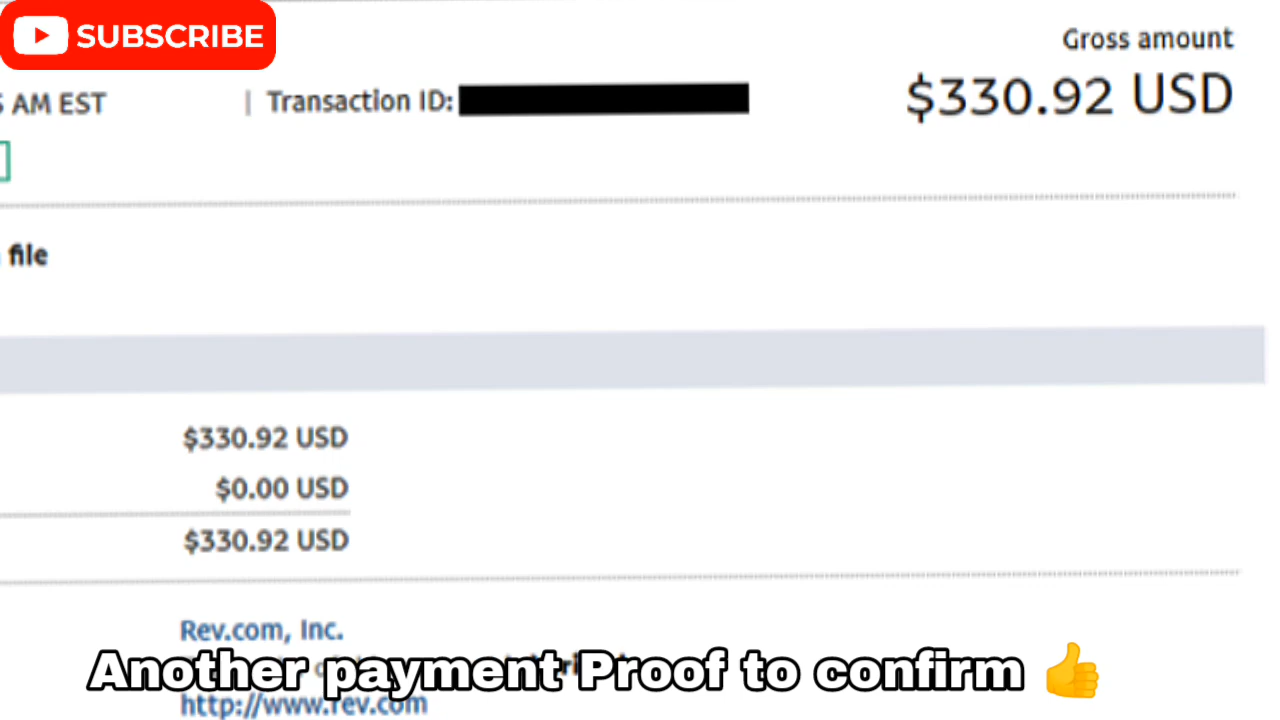 SUBSCRIBE
Gross amount
AM EST | Transaction ID:
$330.92 USD
file
$330.92 USD
$0.00 USD
$330.92 USD
Rev.com, Inc.
Another payment Proof to confirm 👍
http://www.rev.com